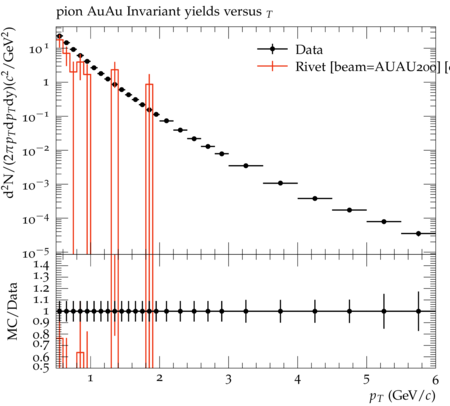 pion AuAu Invariant yields versus T
Data
Rivet [beam=AUAU200] [c
d²N/(2πp_T dp_T dy)(c²/GeV²)
10¹
1
10⁻¹
10⁻²
10⁻³
10⁻⁴
10⁻⁵
MC/Data
1.4
1.3
1.2
1.1
1
0.9
0.8
0.7
0.6
0.5
1 2 3 4 5 6
p_T (GeV/c)